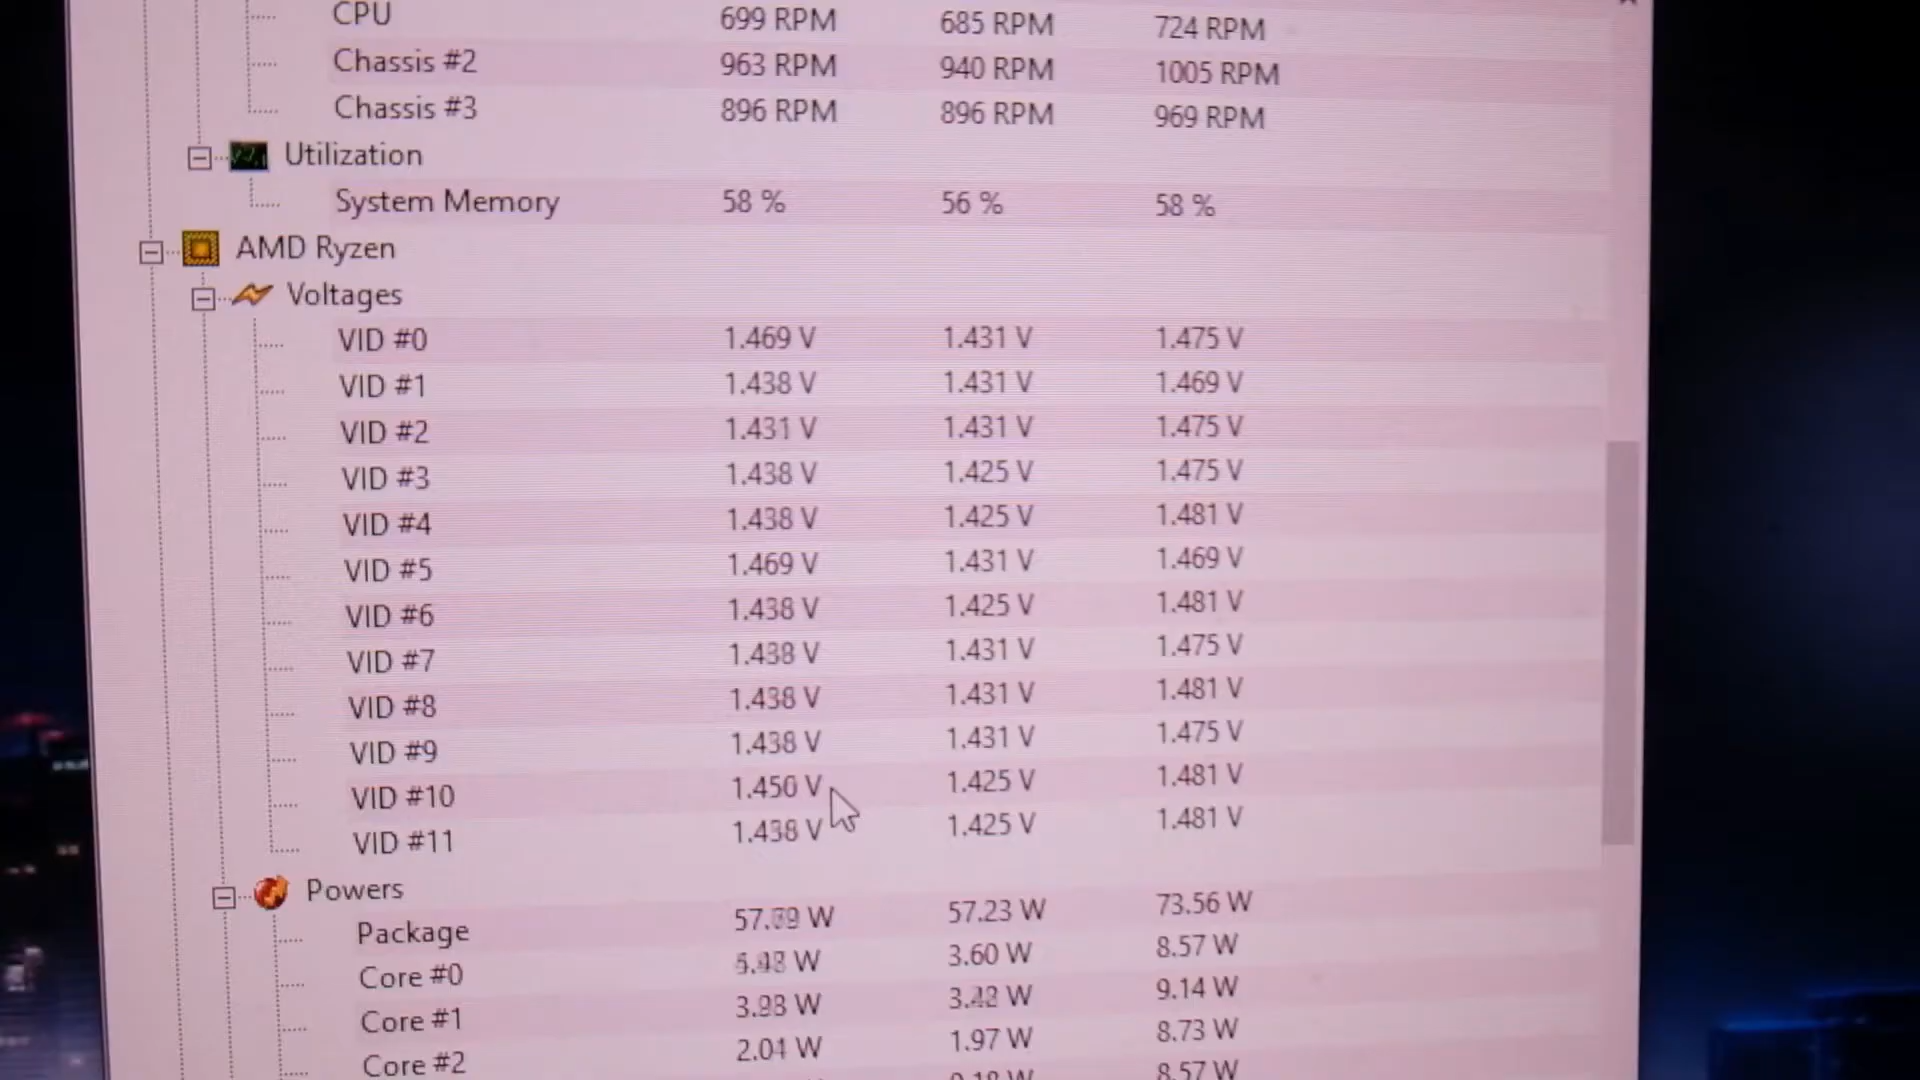 CPU 699 RPM 685 RPM 724 RPM
Chassis #2 963 RPM 940 RPM 1005 RPM
Chassis #3 896 RPM 896 RPM 969 RPM
Utilization
System Memory 58 % 56 % 58 %
AMD Ryzen
Voltages
VID #0 1.469 V 1.431 V 1.475 V
VID #1 1.438 V 1.431 V 1.469 V
VID #2 1.431 V 1.431 V 1.475 V
VID #3 1.438 V 1.425 V 1.475 V
VID #4 1.438 V 1.425 V 1.481 V
VID #5 1.469 V 1.431 V 1.469 V
VID #6 1.438 V 1.425 V 1.481 V
VID #7 1.438 V 1.431 V 1.475 V
VID #8 1.438 V 1.431 V 1.481 V
VID #9 1.438 V 1.431 V 1.475 V
VID #10 1.450 V 1.425 V 1.481 V
VID #11 1.438 V 1.425 V 1.481 V
Powers
Package W 57.23 W 73.56 W
Core #0 W 3.60 W 8.57 W
Core #1 W W 9.14 W
Core #2 W 1.97 W 8.73 W
8.57 W